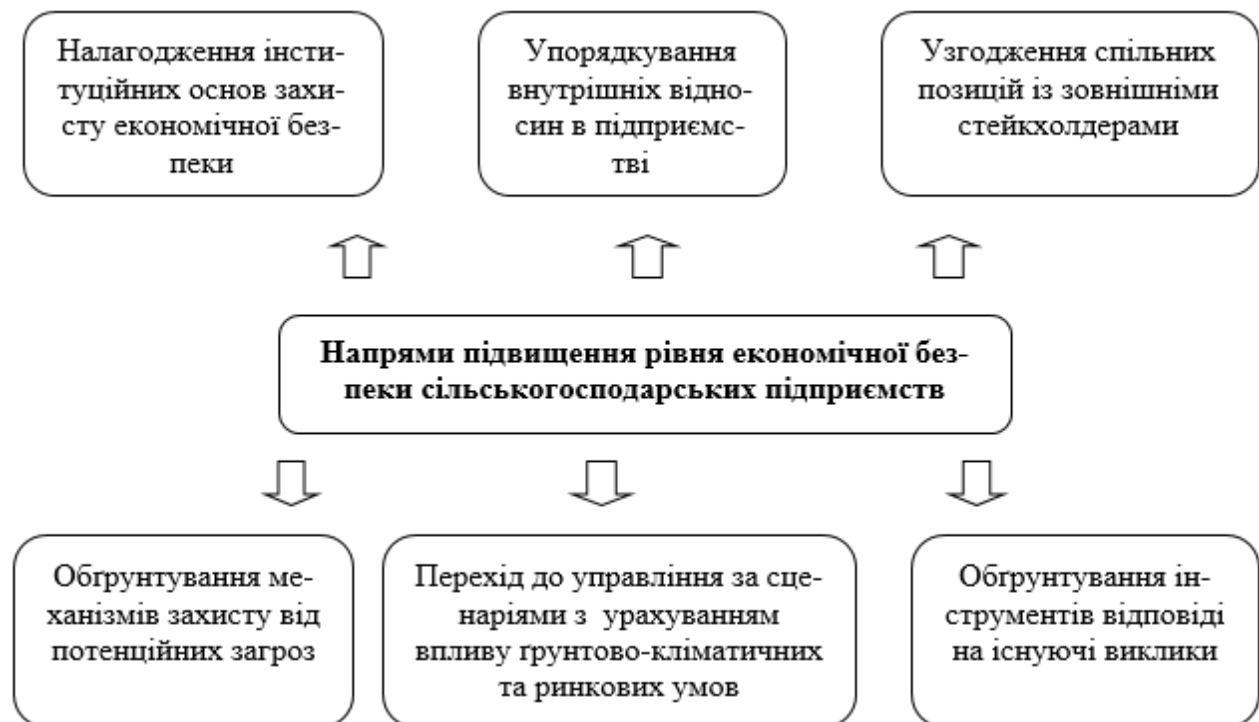 Налагодження інсти-
туційних основ захи-
сту економічної без-
пеки
Упорядкування
внутрішніх відно-
син в підприємс-
тві
Узгодження спільних
позицій із зовнішніми
стейкхолдерами
Напрями підвищення рівня економічної без-
пеки сільськогосподарських підприємств
Обґрунтування ме-
ханізмів захисту від
потенційних загроз
Перехід до управління за сце-
наріями з  урахуванням
впливу ґрунтово-кліматичних
та ринкових умов
Обґрунтування ін-
струментів відповіді
на існуючі виклики